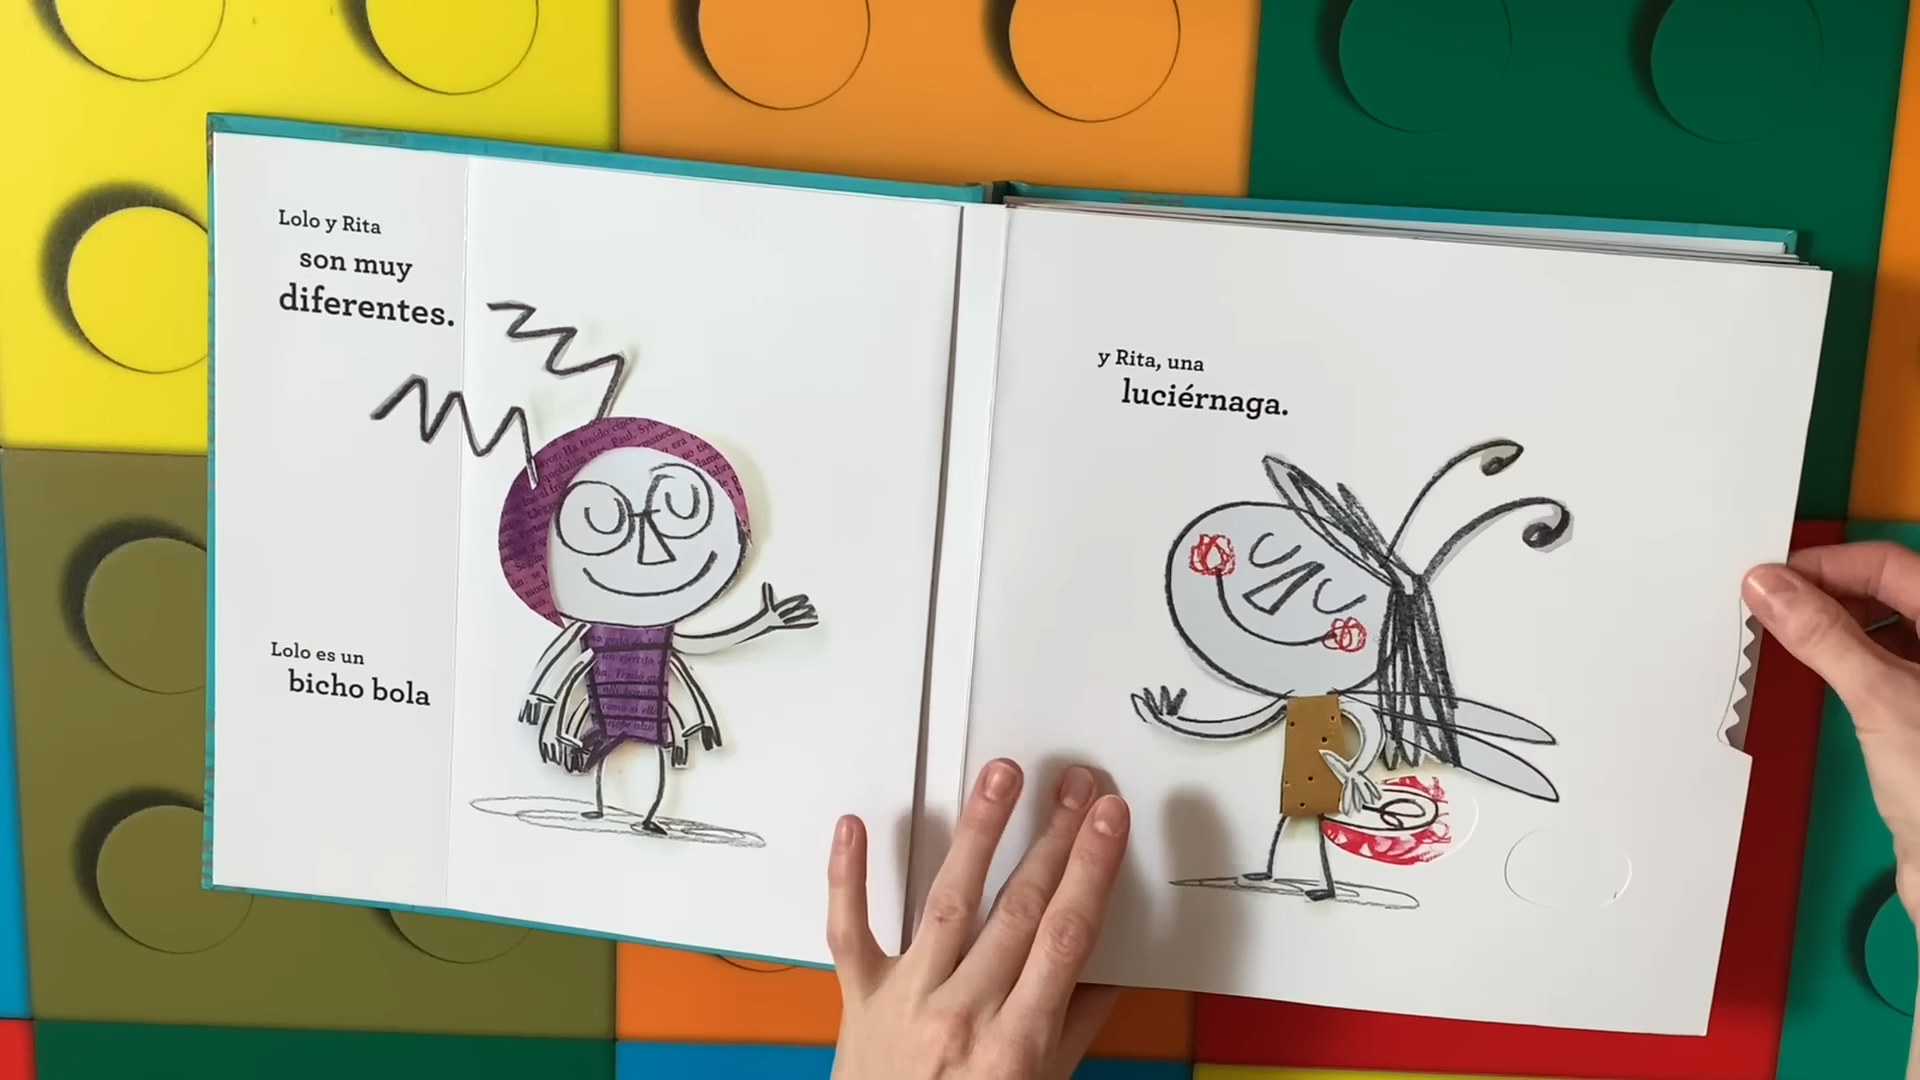 Lolo y Rita
son muy
diferentes.
Lolo es un
bicho bola
y Rita, una
luciérnaga.